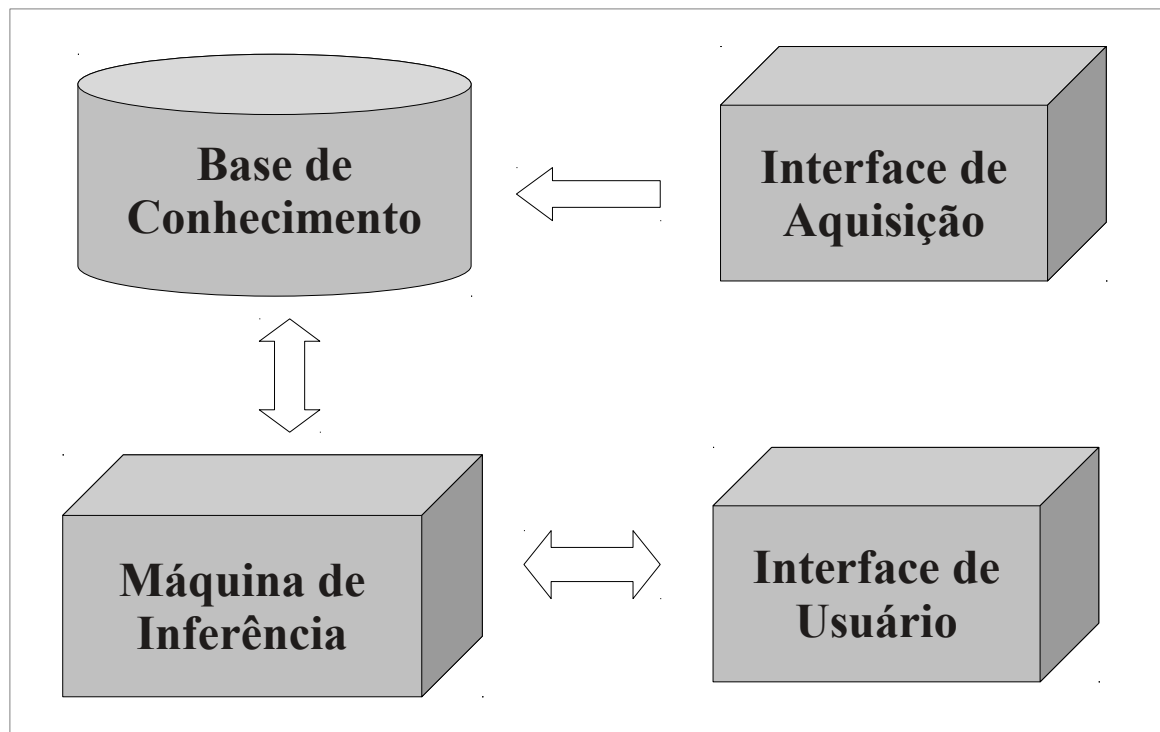 Base de
Conhecimento
Interface de
Aquisição
Máquina de
Inferência
Interface de
Usuário